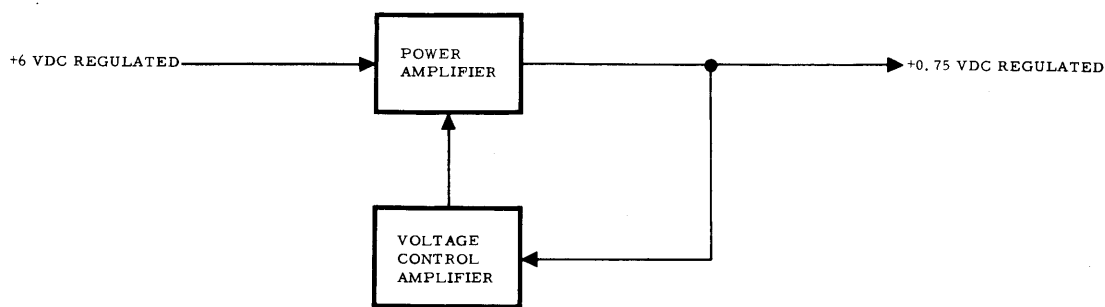 POWER
AMPLIFIER
+6 VDC REGULATED
+0.75 VDC REGULATED
VOLTAGE
CONTROL
AMPLIFIER